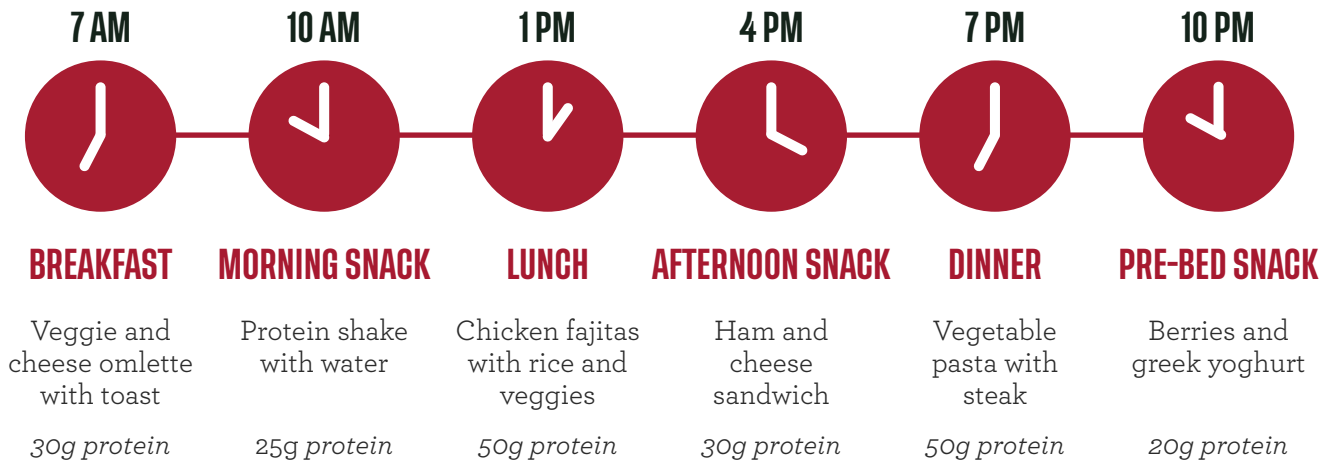 7 AM
10 AM
1 PM
4 PM
7 PM
10 PM
BREAKFAST
MORNING SNACK
LUNCH
AFTERNOON SNACK
DINNER
PRE-BED SNACK
Veggie and
cheese omlette
with toast
30g protein
Protein shake
with water
25g protein
Chicken fajitas
with rice and
veggies
50g protein
Ham and
cheese
sandwich
30g protein
Vegetable
pasta with
steak
50g protein
Berries and
greek yoghurt
20g protein